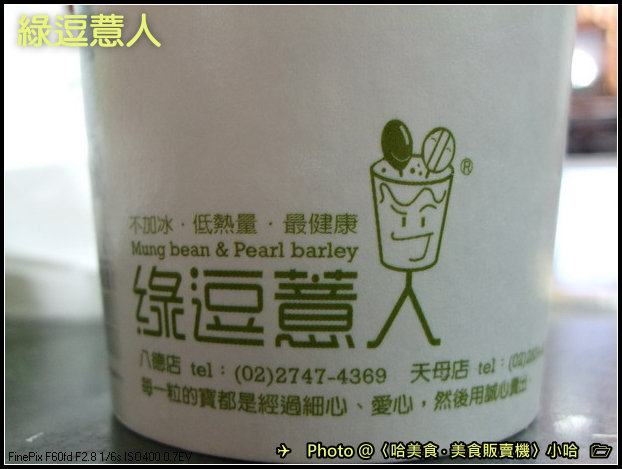 綠逗薏人
®
不加冰．低熱量．最健康
Mung bean & Pearl barley
綠逗薏人
八德店 tel：(02)2747-4369 天母店 tel：(02)
每一粒的寶都是經過細心、愛心，然後用誠心賣出。
FinePix F60fd F2.8 1/6s ISO400 0.7EV
Photo @〈哈美食．美食販賣機〉小哈